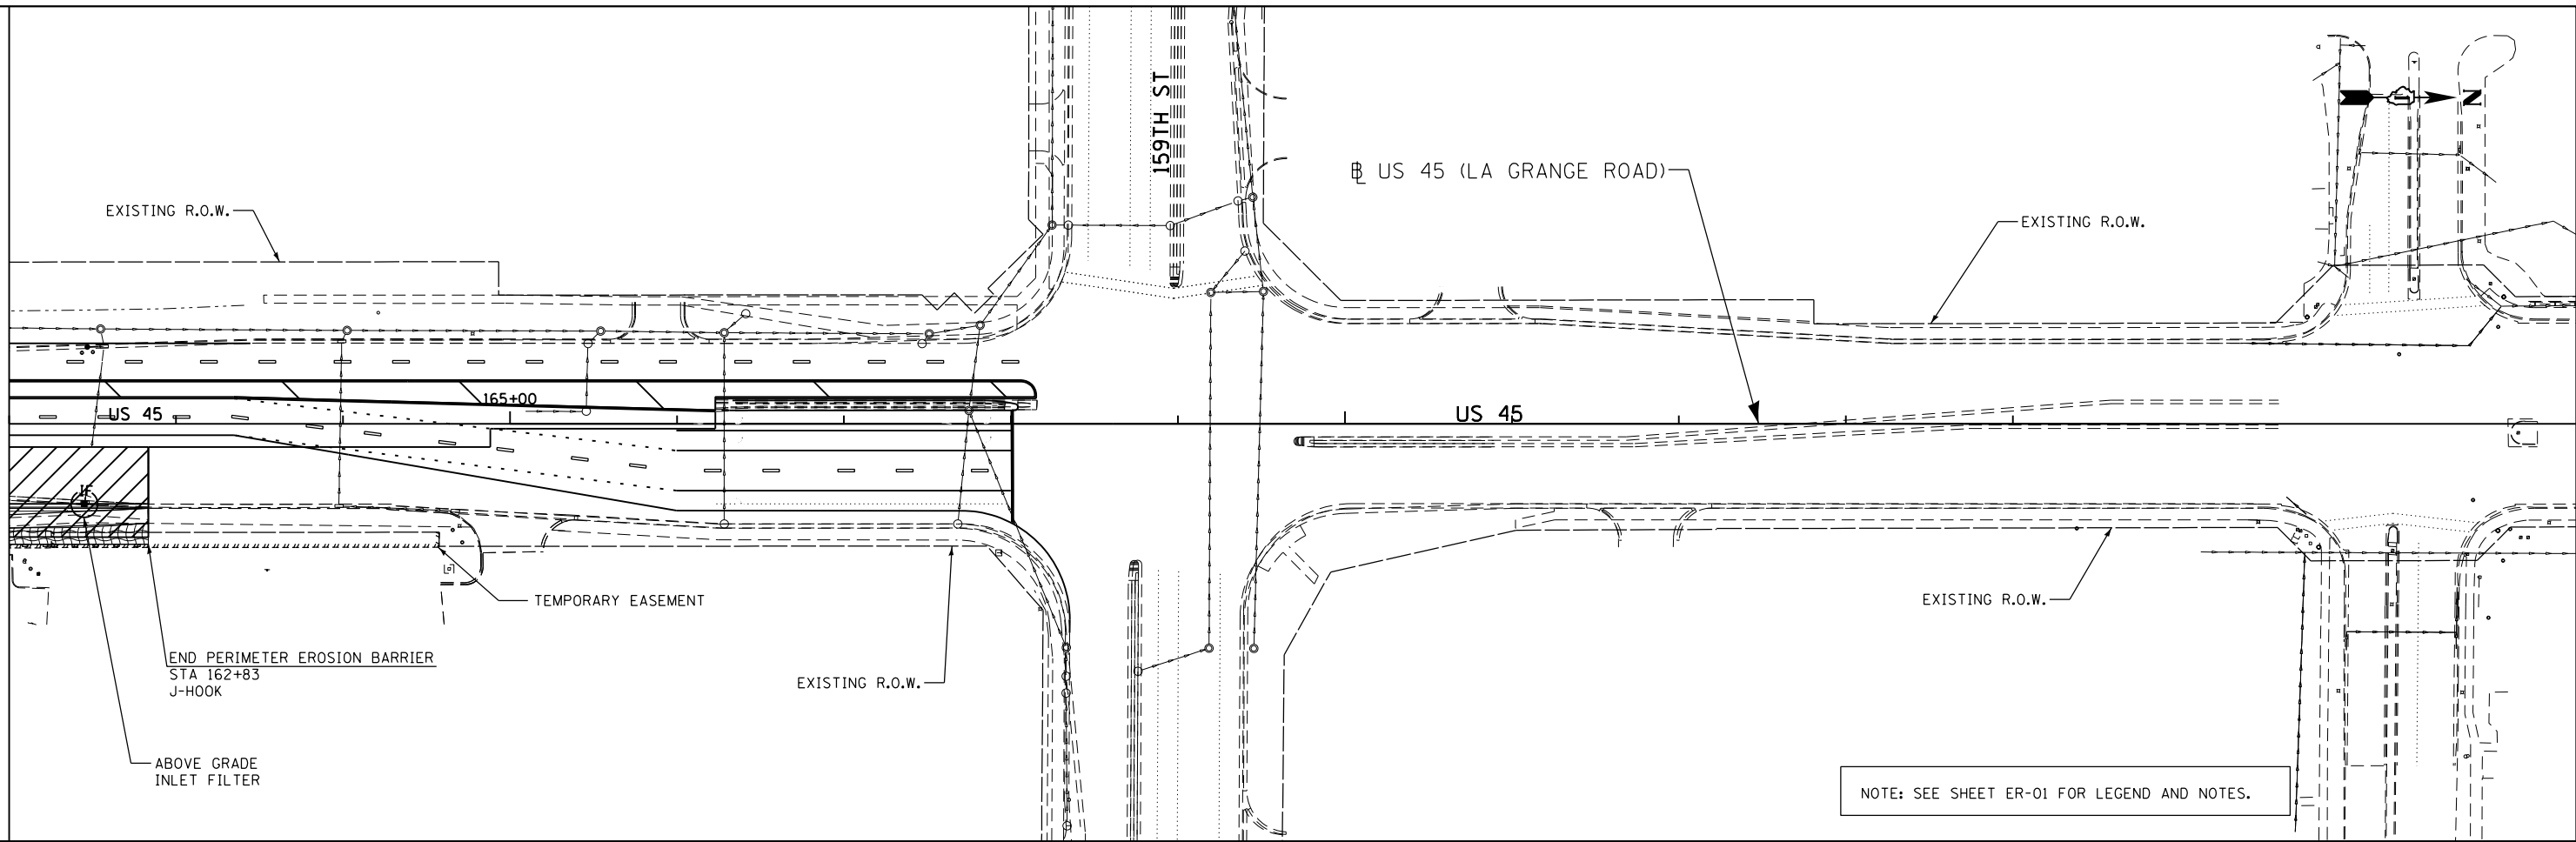 159TH ST
N
℄ US 45 (LA GRANGE ROAD)
EXISTING R.O.W.
EXISTING R.O.W.
165+00
US 45
US 45
IF
TEMPORARY EASEMENT
EXISTING R.O.W.
END PERIMETER EROSION BARRIER
STA 162+83
J-HOOK
EXISTING R.O.W.
ABOVE GRADE
INLET FILTER
NOTE: SEE SHEET ER-01 FOR LEGEND AND NOTES.